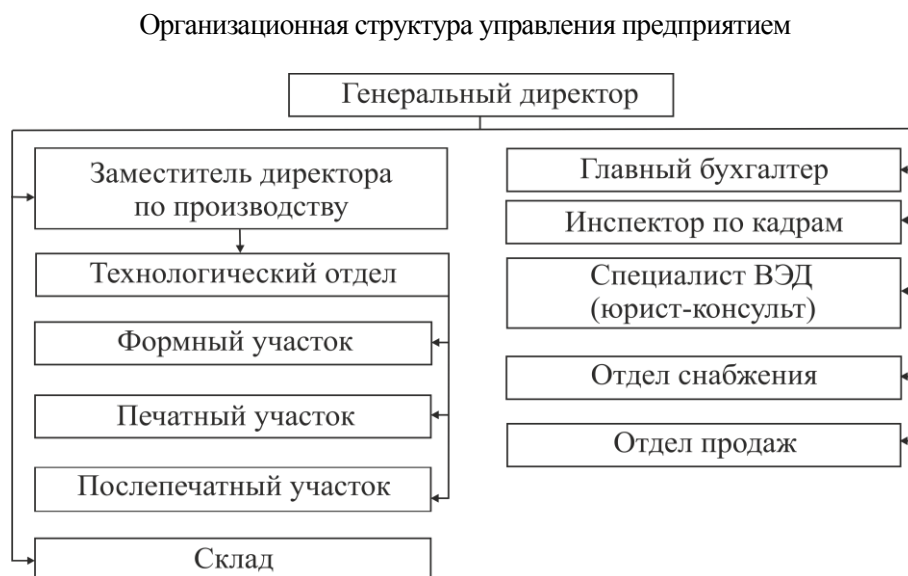 Организационная структура управления предприятием
Генеральный директор
Заместитель директора
по производству
Технологический отдел
Формный участок
Печатный участок
Послепечатный участок
Склад
Главный бухгалтер
Инспектор по кадрам
Специалист ВЭД
(юрист-консульт)
Отдел снабжения
Отдел продаж